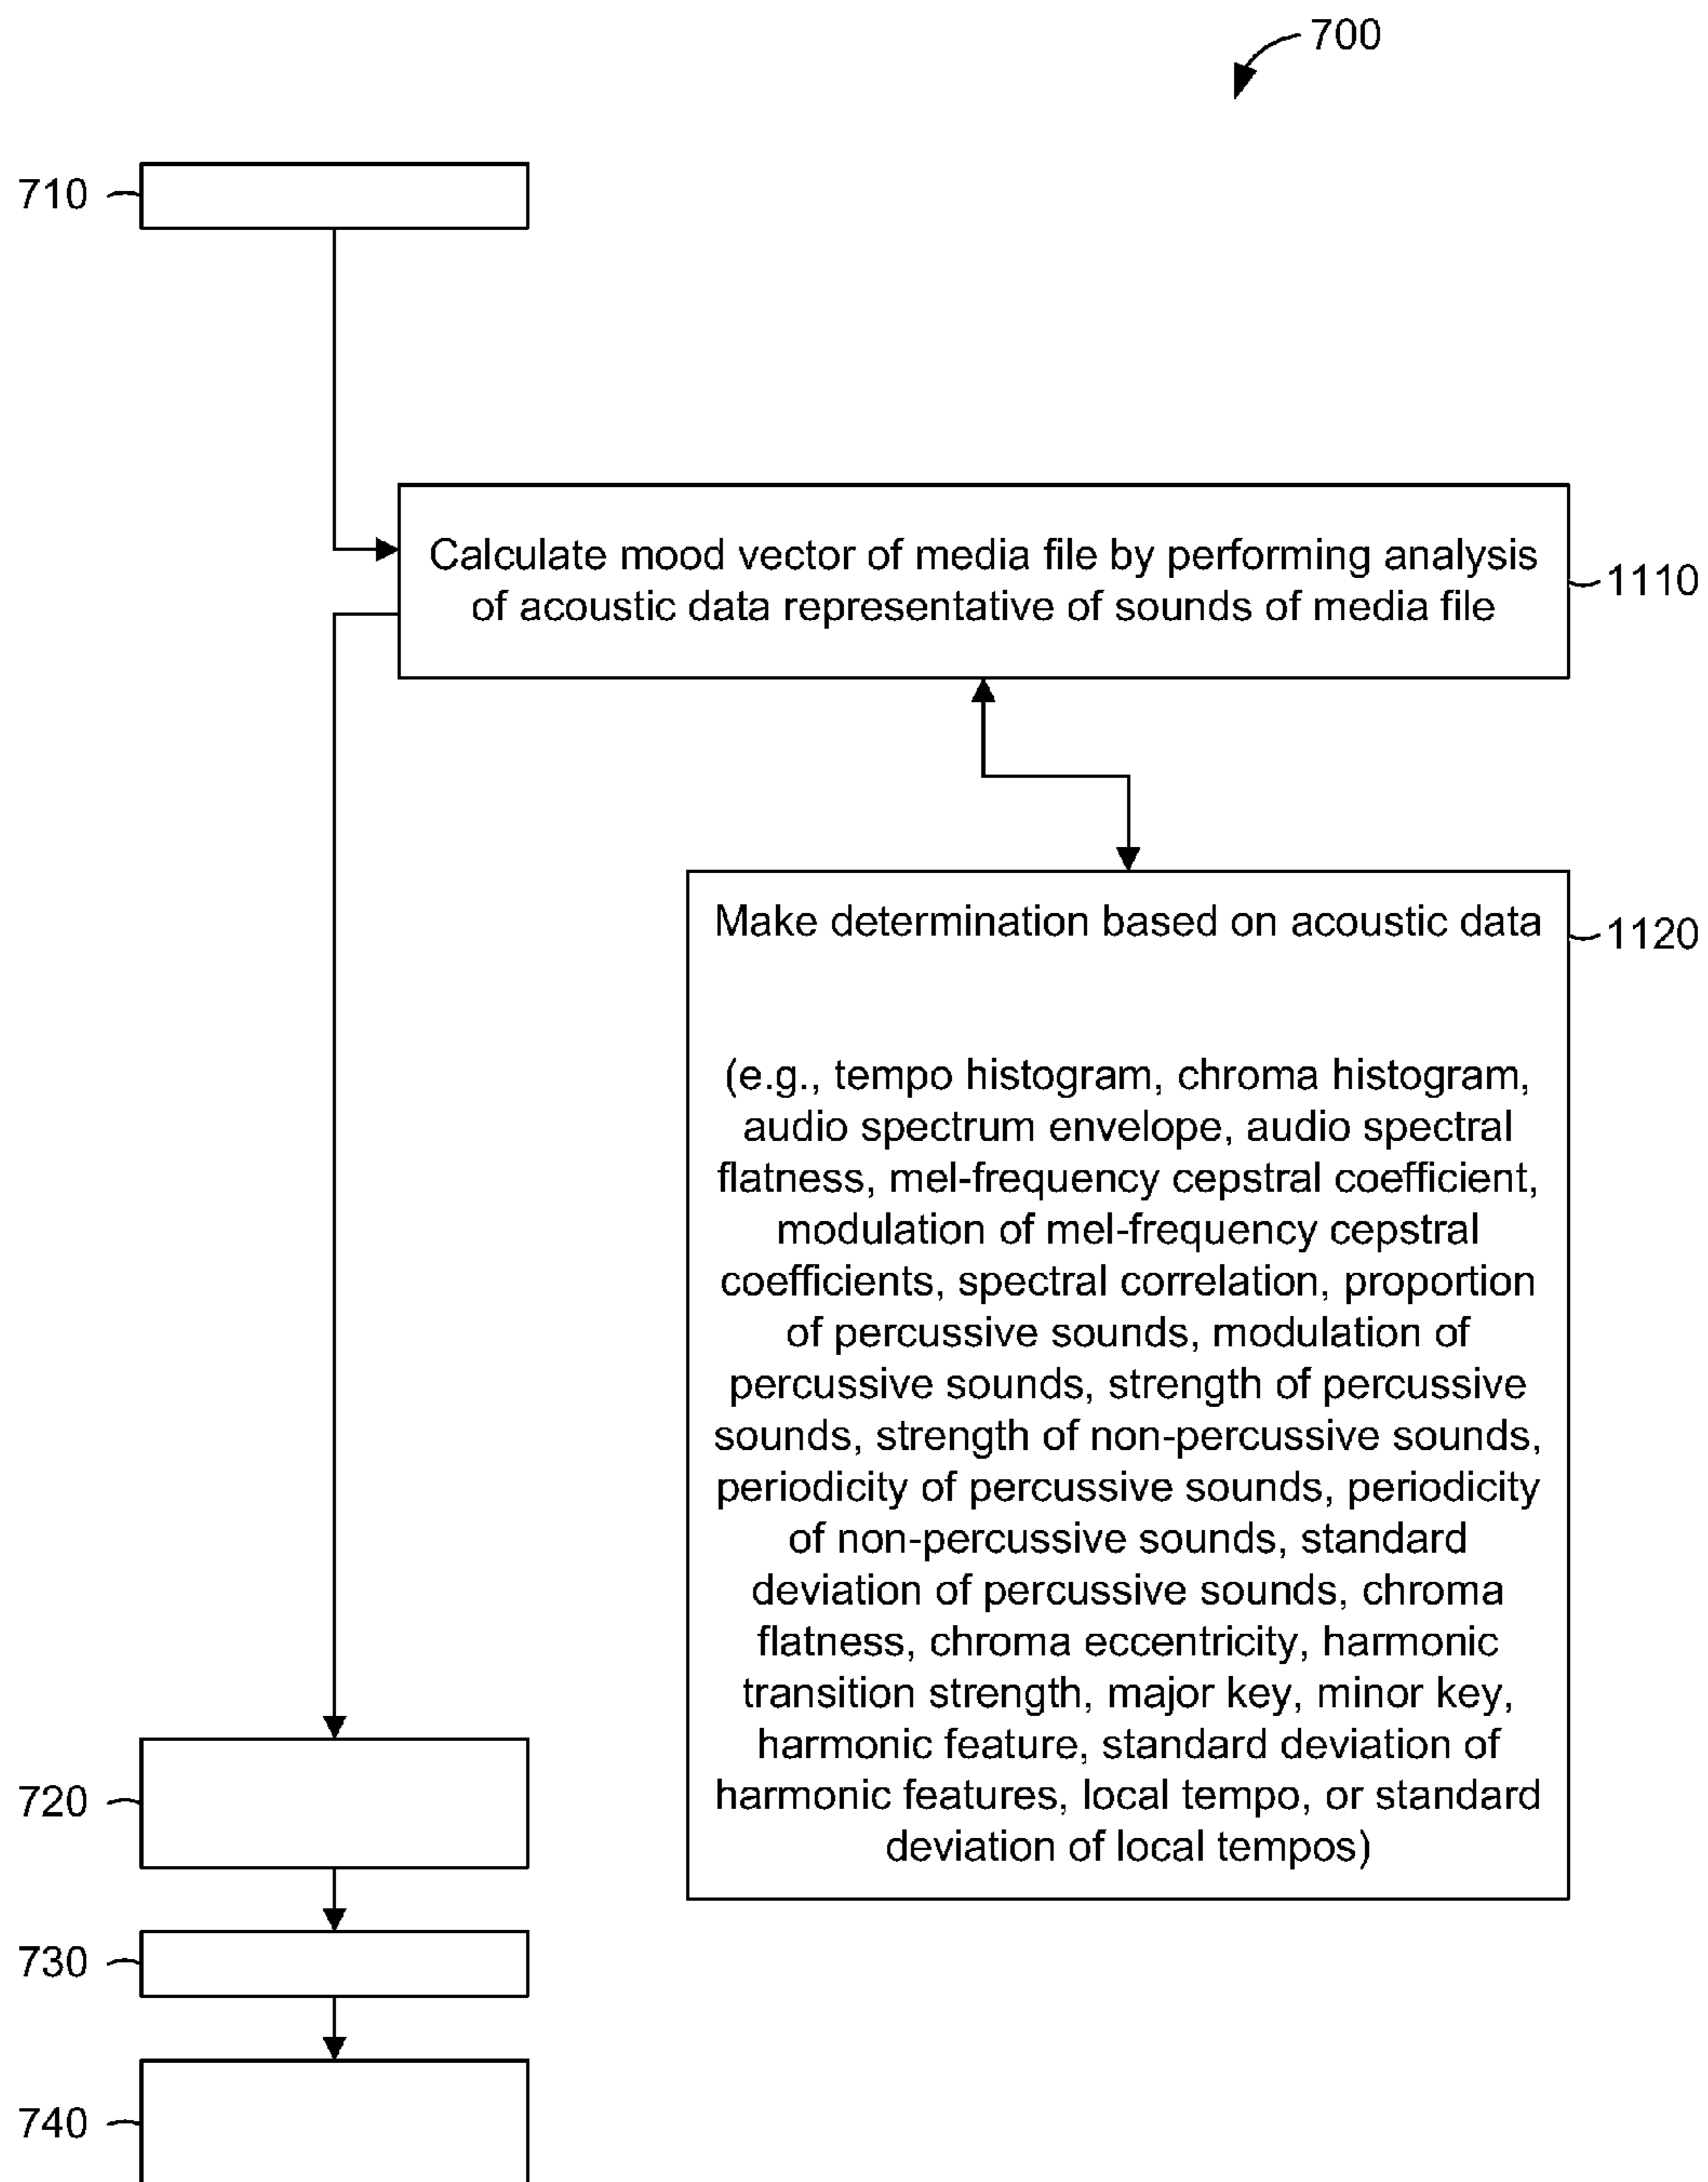 700
710
Calculate mood vector of media file by performing analysis
of acoustic data representative of sounds of media file
1110
Make determination based on acoustic data
1120
(e.g., tempo histogram, chroma histogram,
audio spectrum envelope, audio spectral
flatness, mel-frequency cepstral coefficient,
modulation of mel-frequency cepstral
coefficients, spectral correlation, proportion
of percussive sounds, modulation of
percussive sounds, strength of percussive
sounds, strength of non-percussive sounds,
periodicity of percussive sounds, periodicity
of non-percussive sounds, standard
deviation of percussive sounds, chroma
flatness, chroma eccentricity, harmonic
transition strength, major key, minor key,
harmonic feature, standard deviation of
harmonic features, local tempo, or standard
deviation of local tempos)
720
730
740